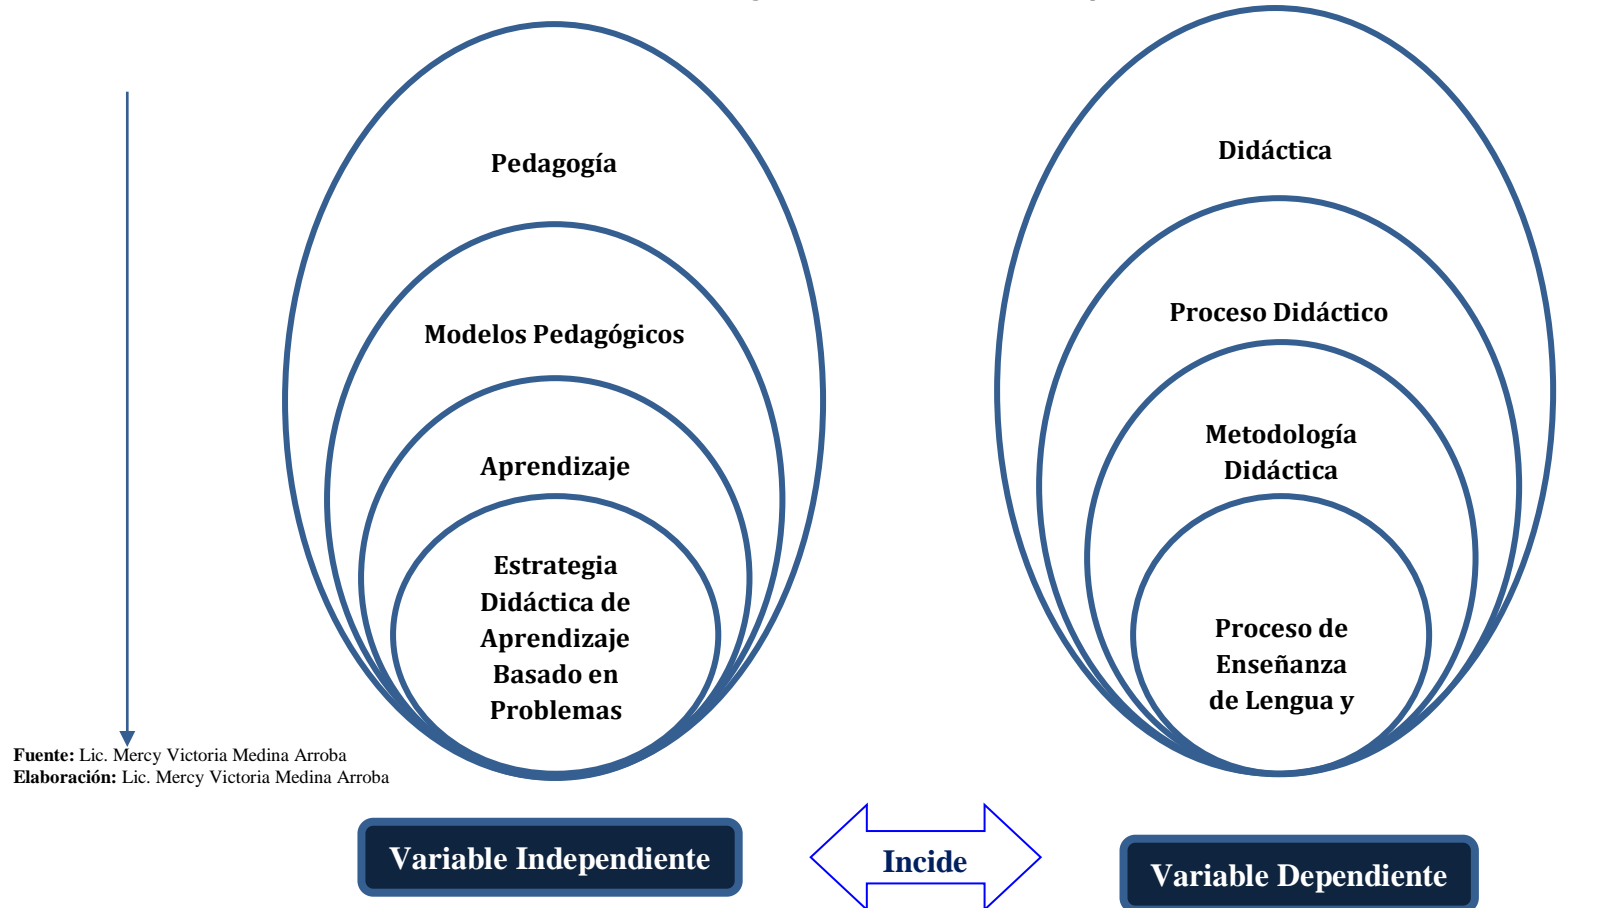 Pedagogía
Modelos Pedagógicos
Aprendizaje
Estrategia
Didáctica de
Aprendizaje
Basado en
Problemas
Didáctica
Proceso Didáctico
Metodología
Didáctica
Proceso de
Enseñanza
de Lengua y
Fuente: Lic. Mercy Victoria Medina Arroba
Elaboración: Lic. Mercy Victoria Medina Arroba
Variable Independiente
Incide
Variable Dependiente